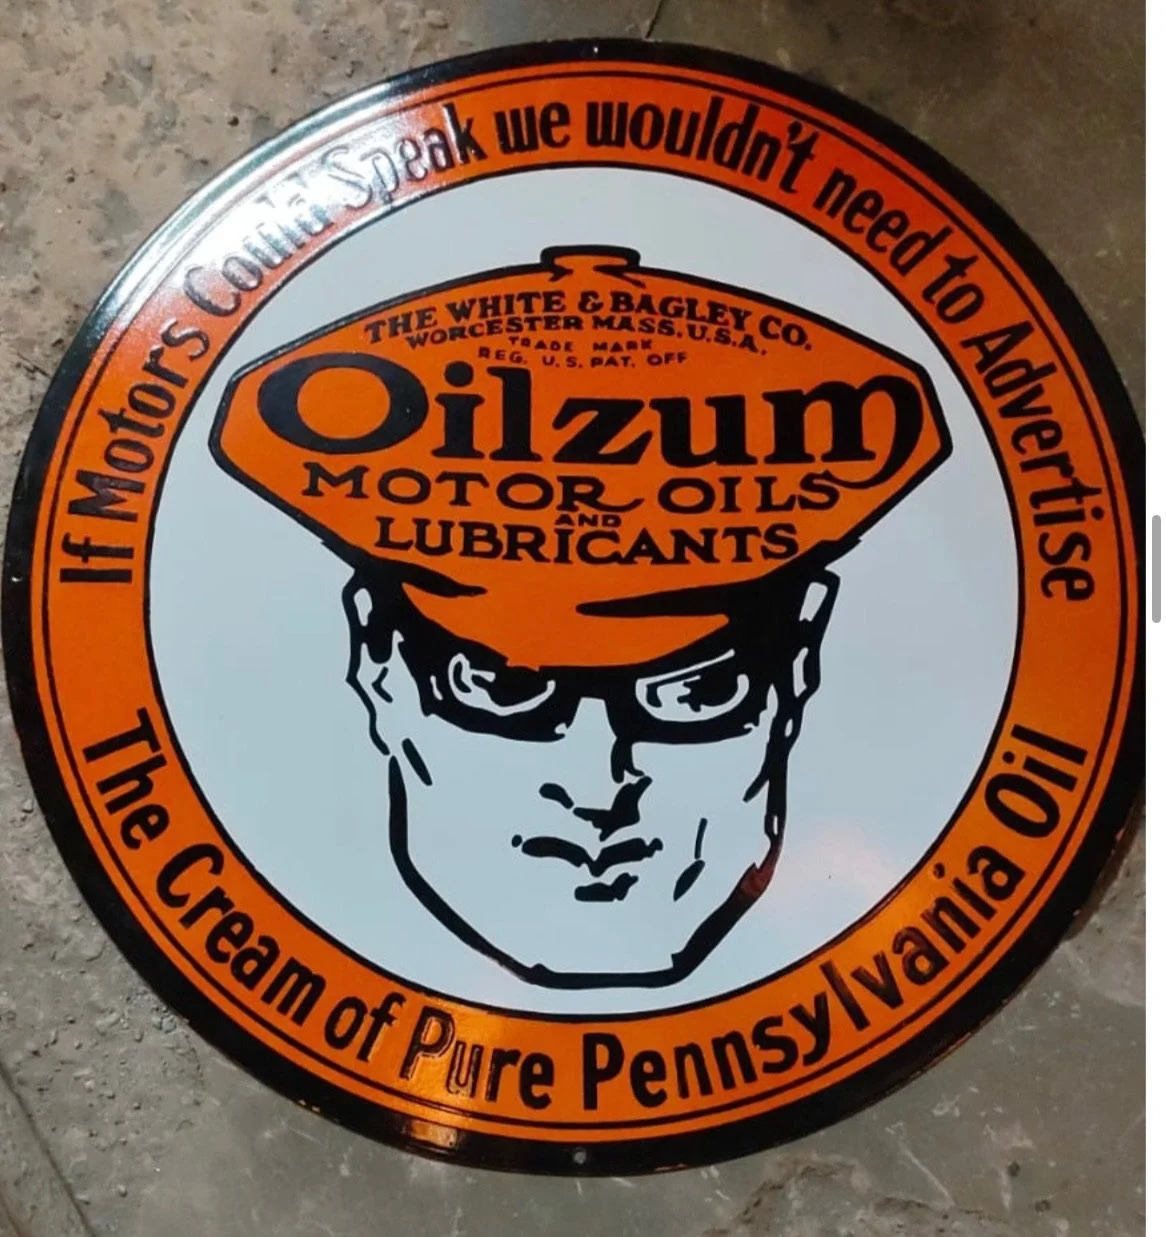 If Motors Could Speak we wouldn't need to Advertise
THE WHITE & BAGLEY CO.
WORCESTER MASS. U.S.A.
TRADE MARK
REG. U.S. PAT. OFF
Oilzum
MOTOR OILS
AND
LUBRICANTS
The Cream of Pure Pennsylvania Oil